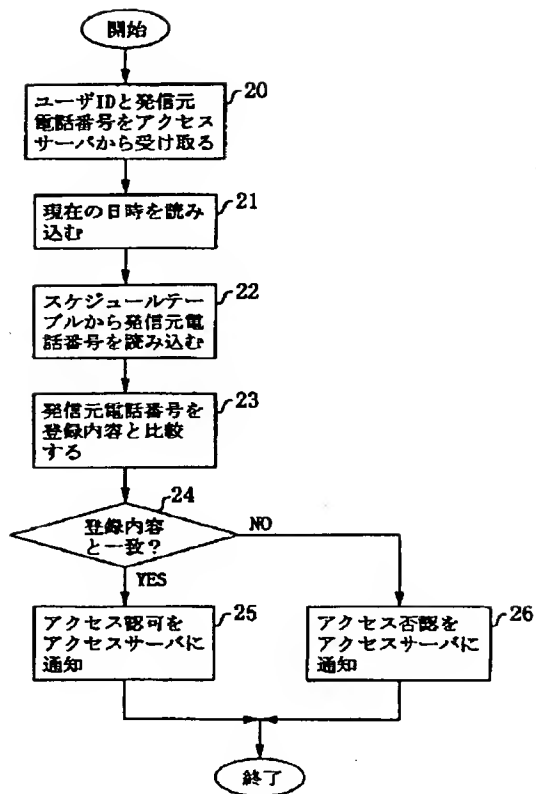 開始
20
ユーザIDと発信元
電話番号をアクセス
サーバから受け取る
21
現在の日時を読み
込む
22
スケジュールテー
ブルから発信元電
話番号を読み込む
23
発信元電話番号を
登録内容と比較
する
24
登録内容
と一致?
NO
YES
25
アクセス認可を
アクセスサーバに
通知
26
アクセス否認を
アクセスサーバに
通知
終了